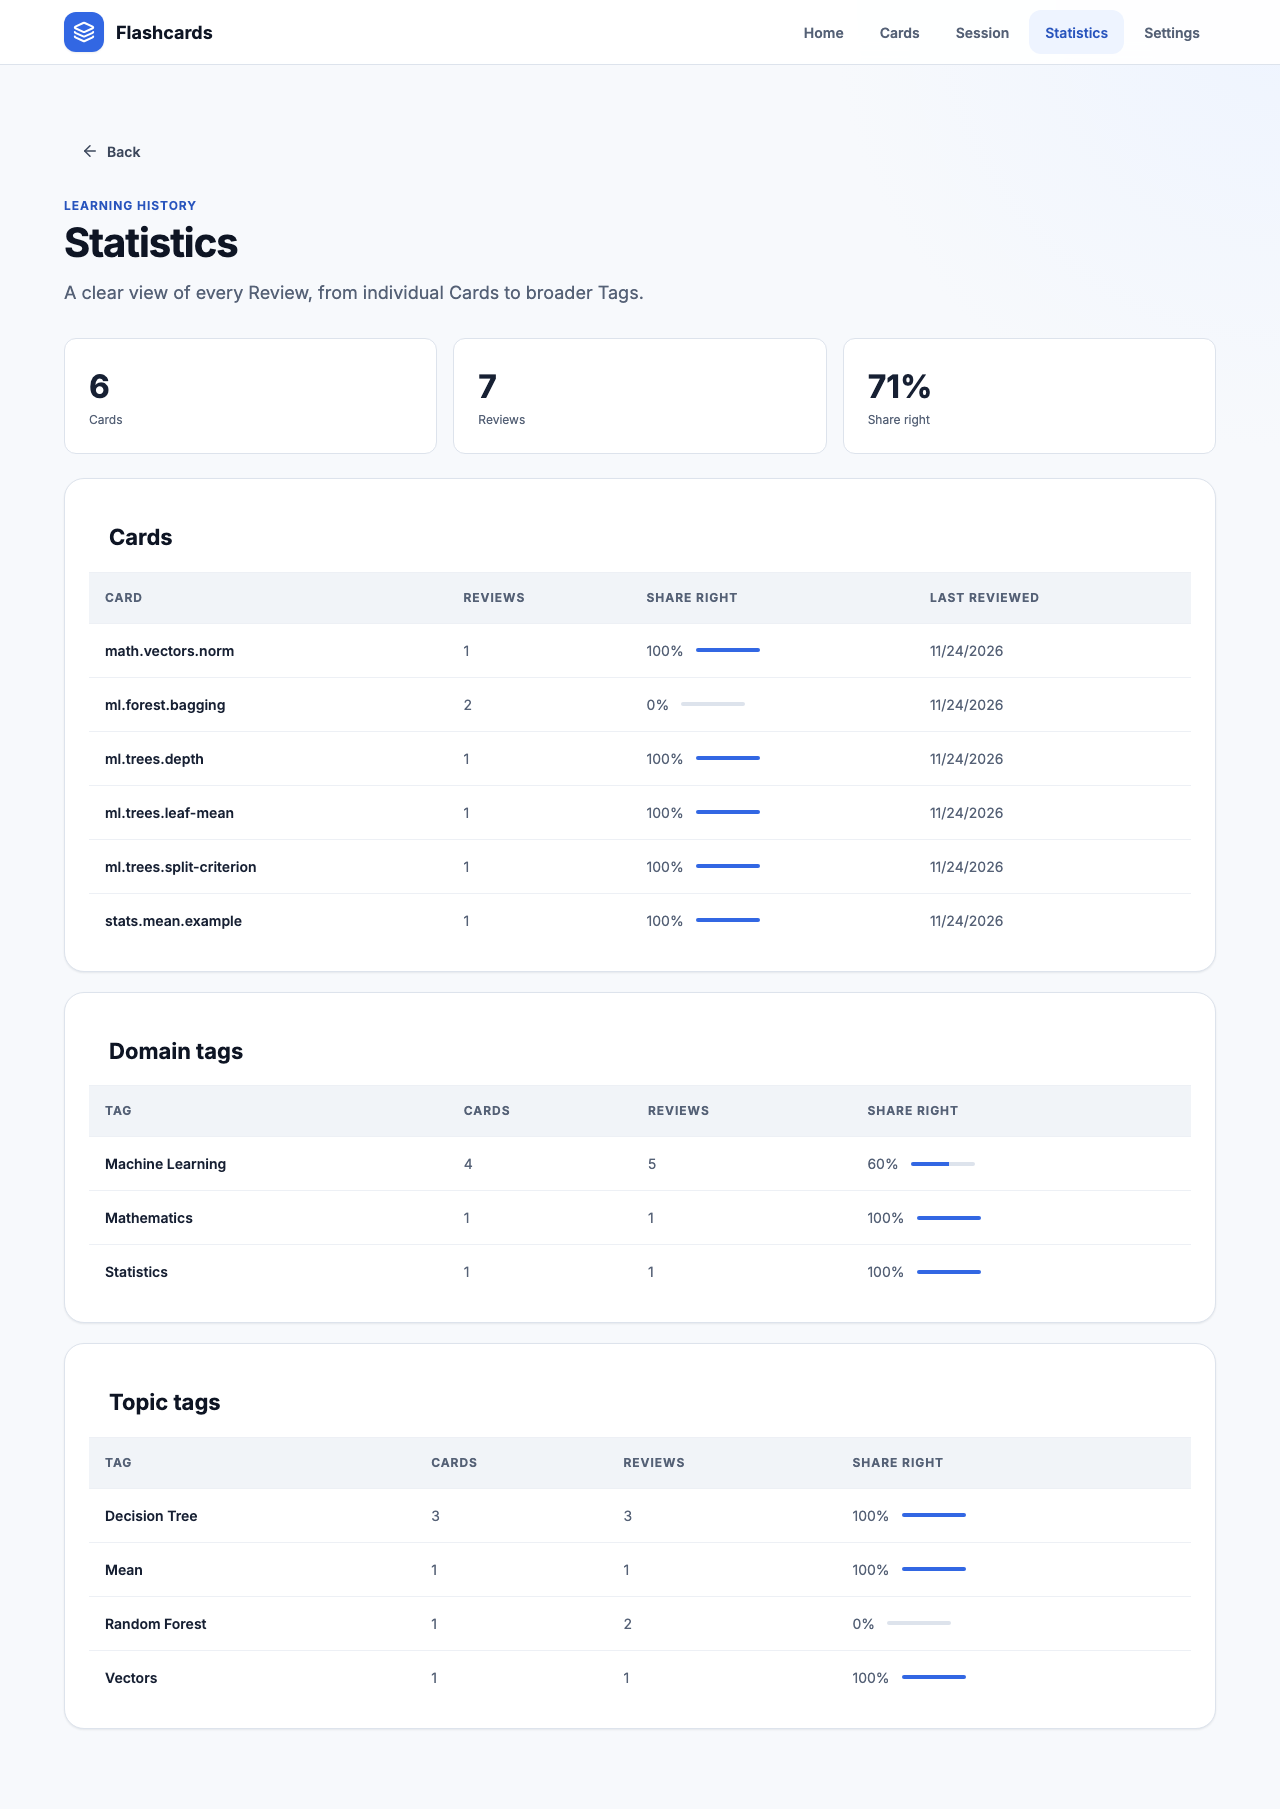 Flashcards
Home Cards Session Statistics Settings
Back
LEARNING HISTORY
Statistics
A clear view of every Review, from individual Cards to broader Tags.
6
Cards
7
Reviews
71%
Share right
Cards
CARD REVIEWS SHARE RIGHT LAST REVIEWED
math.vectors.norm 1 100% 11/24/2026
ml.forest.bagging 2 0% 11/24/2026
ml.trees.depth 1 100% 11/24/2026
ml.trees.leaf-mean 1 100% 11/24/2026
ml.trees.split-criterion 1 100% 11/24/2026
stats.mean.example 1 100% 11/24/2026
Domain tags
TAG CARDS REVIEWS SHARE RIGHT
Machine Learning 4 5 60%
Mathematics 1 1 100%
Statistics 1 1 100%
Topic tags
TAG CARDS REVIEWS SHARE RIGHT
Decision Tree 3 3 100%
Mean 1 1 100%
Random Forest 1 2 0%
Vectors 1 1 100%